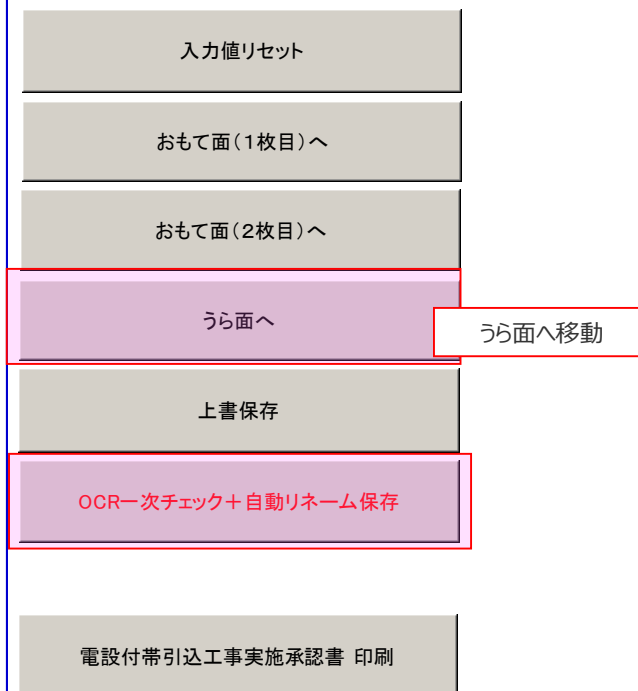 入力値リセット
おもて面（1枚目）へ
おもて面（2枚目）へ
うら面へ
うら面へ移動
上書保存
OCR一次チェック＋自動リネーム保存
電設付帯引込工事実施承認書 印刷